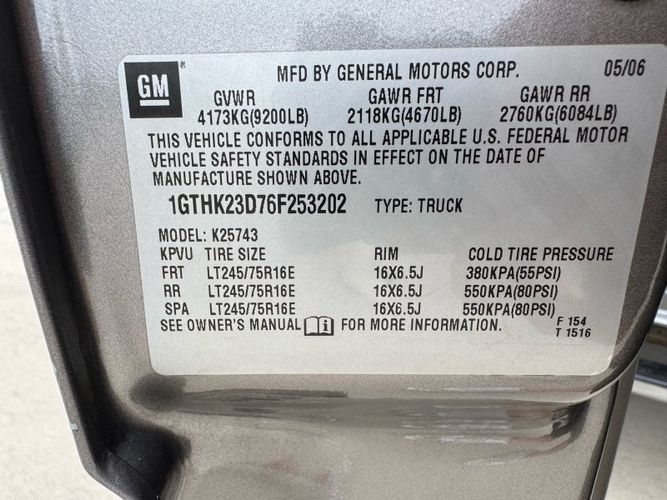 GM
MFD BY GENERAL MOTORS CORP. 05/06
GVWR GAWR FRT GAWR RR
4173KG(9200LB) 2118KG(4670LB) 2760KG(6084LB)
THIS VEHICLE CONFORMS TO ALL APPLICABLE U.S. FEDERAL MOTOR
VEHICLE SAFETY STANDARDS IN EFFECT ON THE DATE OF
MANUFACTURE SHOWN ABOVE.
1GTHK23D76F253202 TYPE: TRUCK
MODEL: K25743
KPVU TIRE SIZE RIM COLD TIRE PRESSURE
FRT LT245/75R16E 16X6.5J 380KPA(55PSI)
RR LT245/75R16E 16X6.5J 550KPA(80PSI)
SPA LT245/75R16E 16X6.5J 550KPA(80PSI)
SEE OWNER'S MANUAL i FOR MORE INFORMATION.
F 154
T 1516